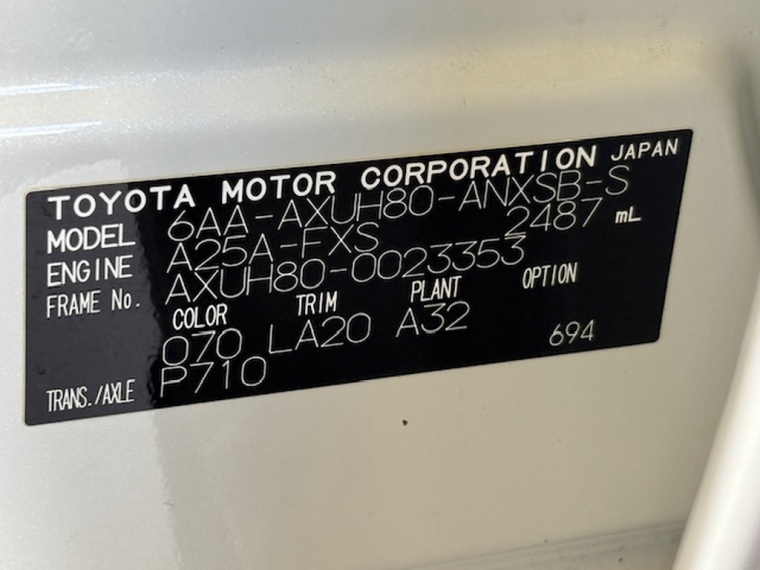 TOYOTA MOTOR CORPORATION JAPAN
MODEL 6AA-AXUH80-ANXSB-S
ENGINE A25A-FXS 2487 mL
FRAME No. AXUH80-0023353
COLOR TRIM PLANT OPTION
070 LA20 A32 694
TRANS./AXLE P710